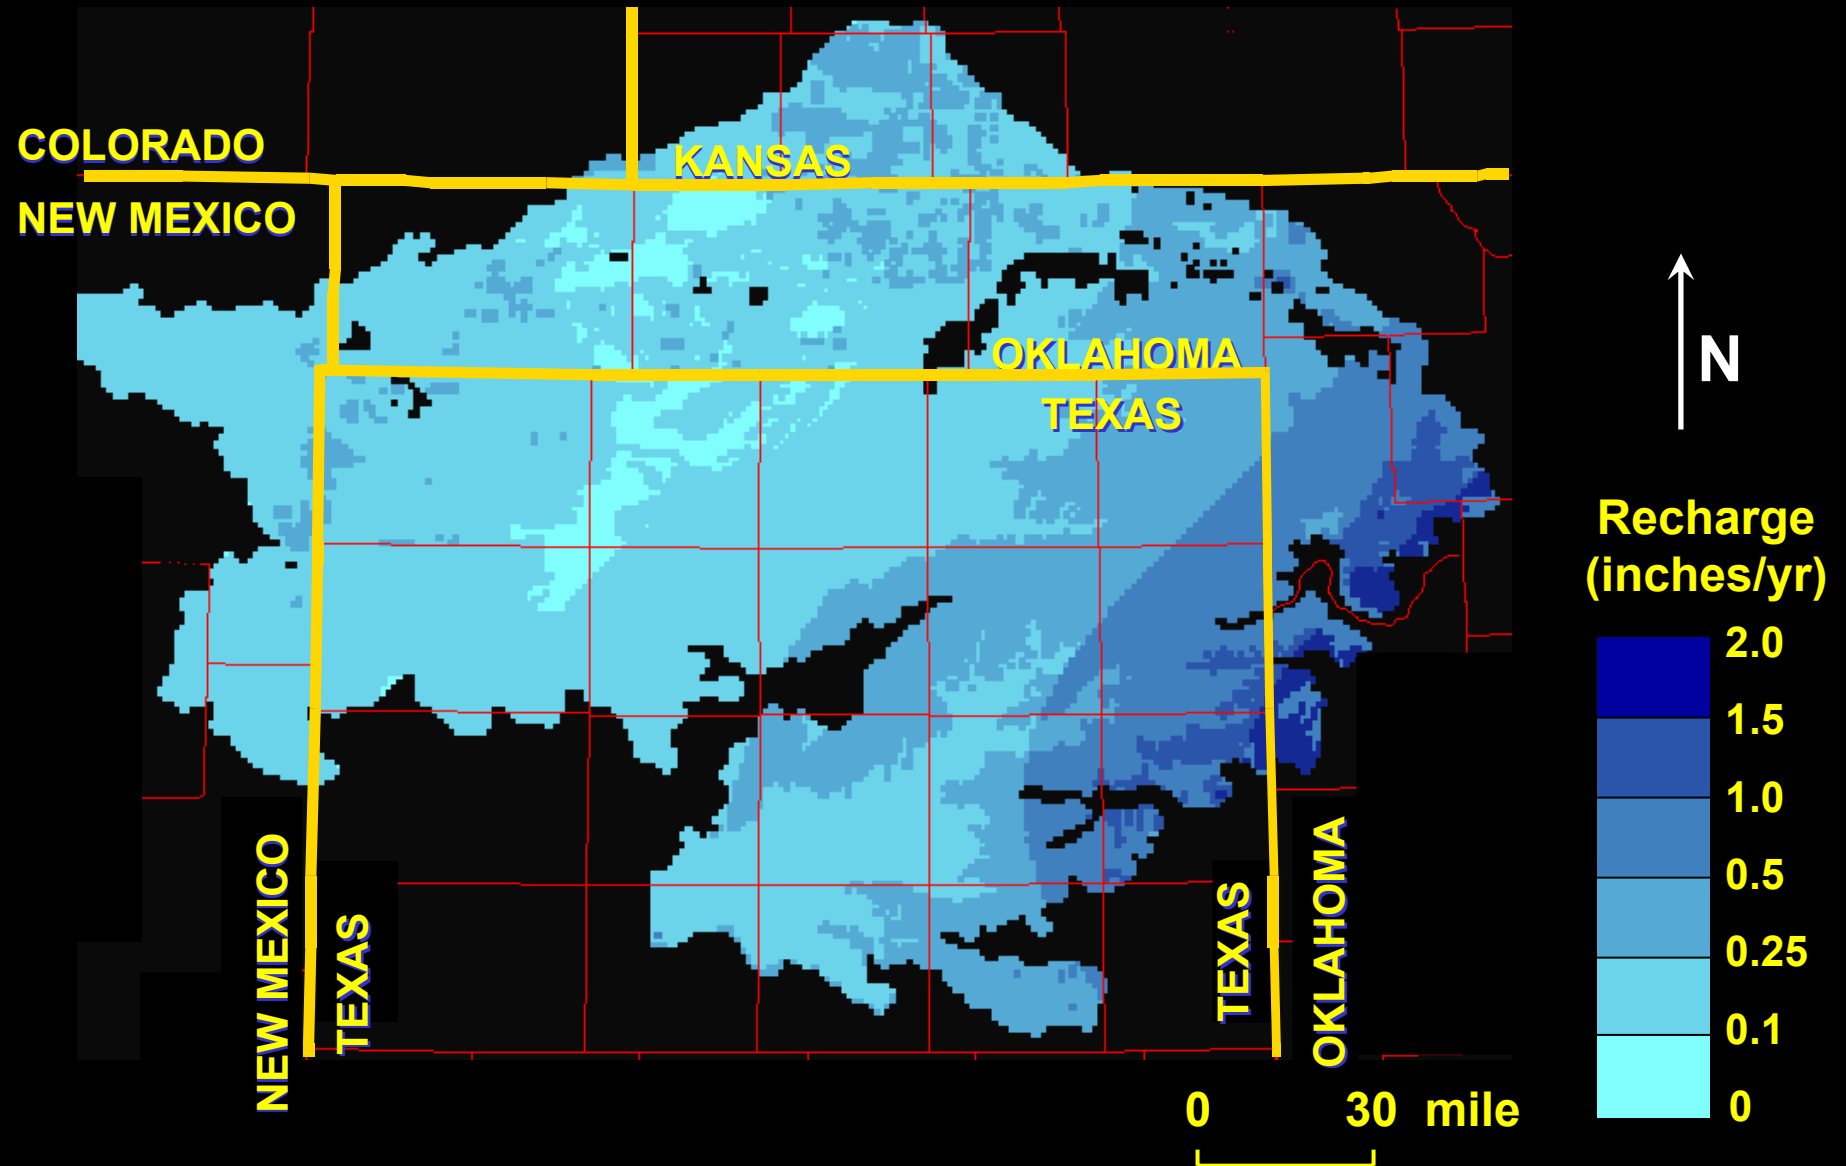 COLORADO
KANSAS
NEW MEXICO
OKLAHOMA
TEXAS
N
Recharge
(inches/yr)
2.0
1.5
1.0
0.5
0.25
0.1
0
NEW MEXICO
TEXAS
TEXAS
OKLAHOMA
0 30 mile